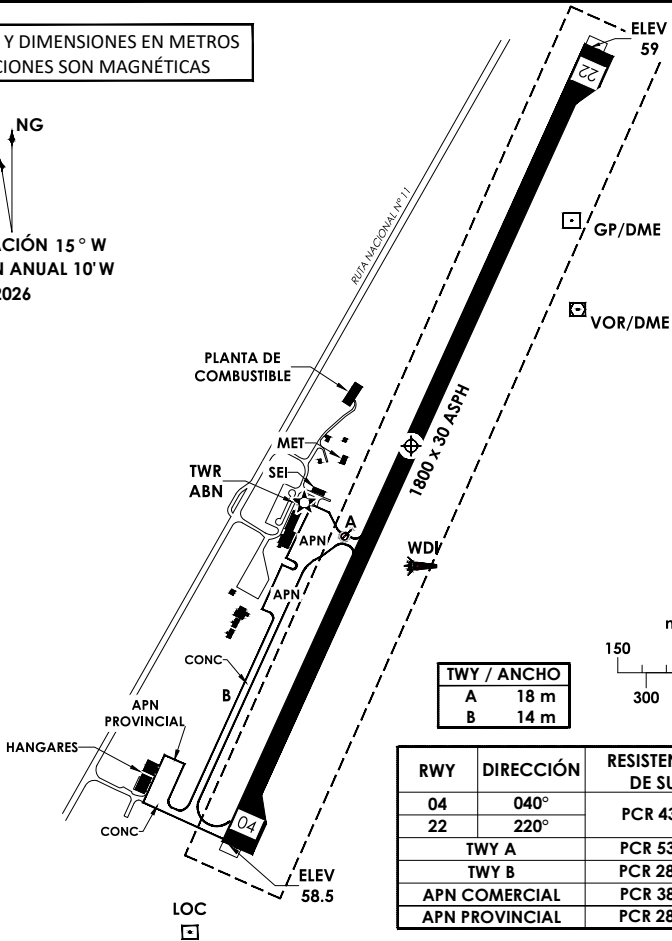 Y DIMENSIONES EN METROS
CIONES SON MAGNÉTICAS
ELEV
59
22
NG
ACIÓN 15° W
N ANUAL 10' W
2026
RUTA NACIONAL N° 11
GP/DME
VOR/DME
PLANTA DE
COMBUSTIBLE
MET
SEI
TWR
ABN
1800 x 30 ASPH
A
APN
WDI
APN
CONC
B
APN
PROVINCIAL
HANGARES
CONC
04
ELEV
58.5
LOC
150
300
TWY / ANCHO
A 18 m
B 14 m
RWY DIRECCIÓN RESISTEN
DE SU
04 040° PCR 43
22 220°
TWY A PCR 53
TWY B PCR 28
APN COMERCIAL PCR 38
APN PROVINCIAL PCR 28